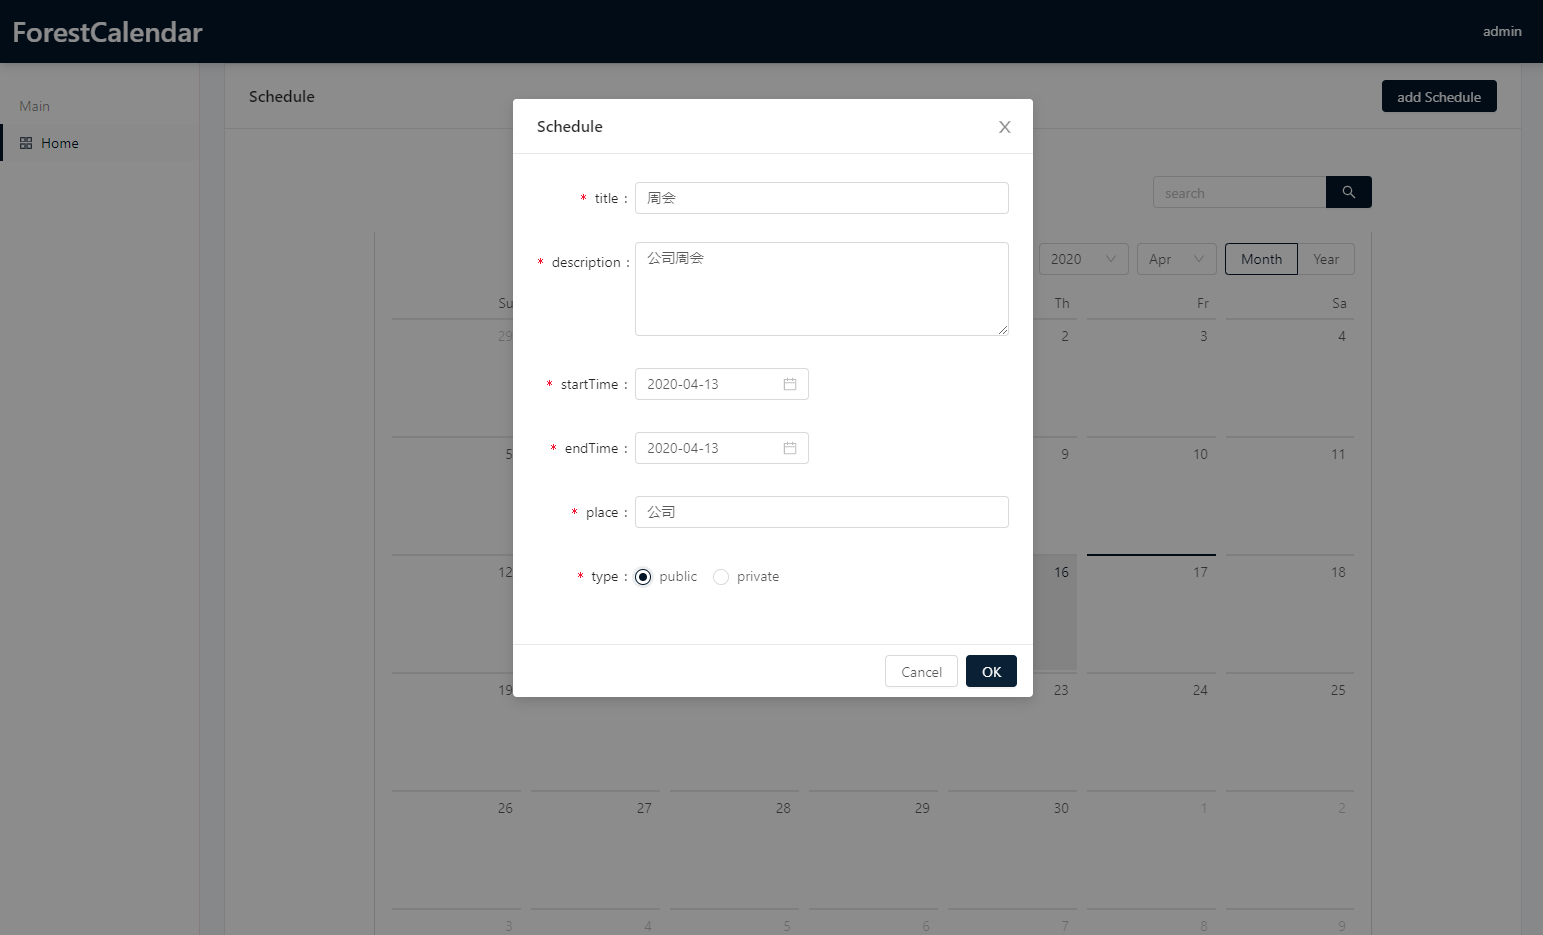 ForestCalendar
admin
Main
Home
Schedule
add Schedule
search
2020
Apr
Month
Year
Su
Th
Fr
Sa
29
2
3
4
5
9
10
11
12
16
17
18
19
23
24
25
26
27
28
29
30
1
2
3
4
5
6
7
8
9
Schedule
* title :
周会
* description :
公司周会
* startTime :
2020-04-13
* endTime :
2020-04-13
* place :
公司
* type :
public
private
Cancel
OK